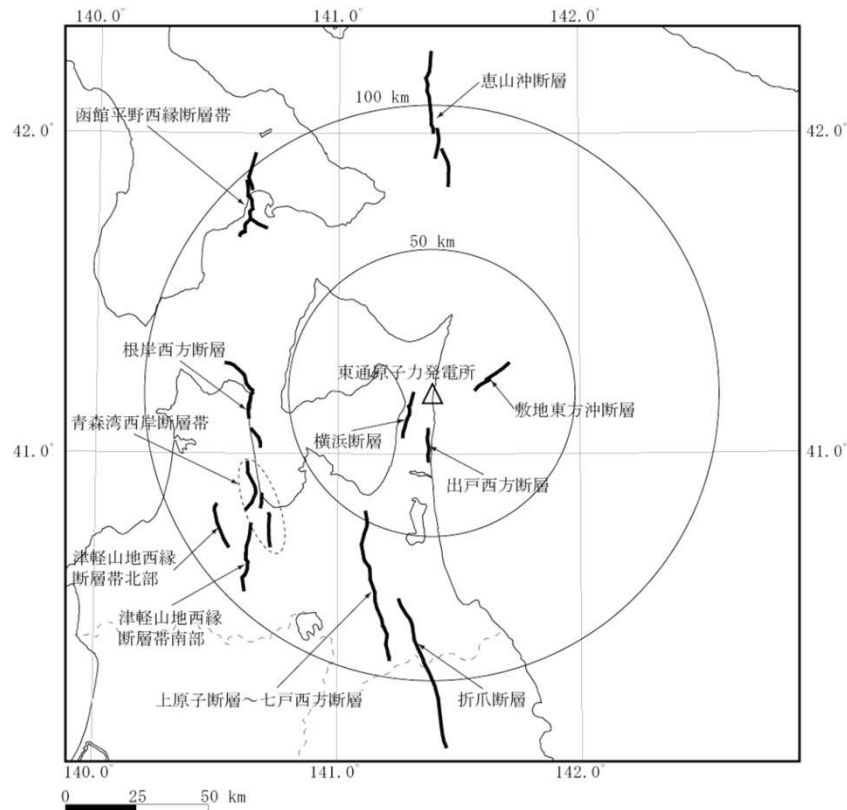 140.0°
141.0°
142.0°
100 km
恵山沖断層
函館平野西縁断層帯
42.0°
42.0°
50 km
根岸西方断層
東通原子力発電所
敷地東方沖断層
青森湾西岸断層帯
横浜断層
41.0°
41.0°
出戸西方断層
津軽山地西縁
断層帯北部
津軽山地西縁
断層帯南部
上原子断層～七戸西方断層
折爪断層
140.0°
141.0°
142.0°
0 25 50 km